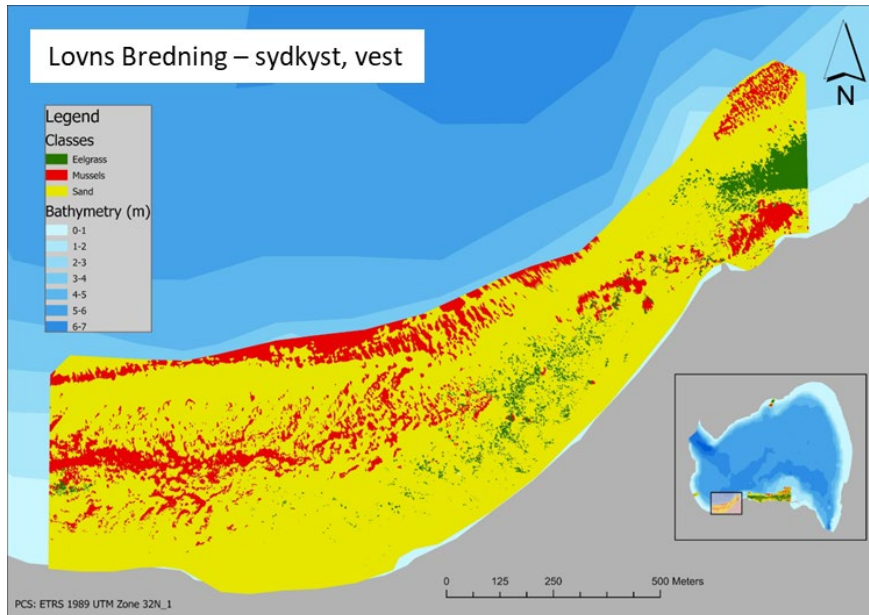 Lovns Bredning – sydkyst, vest
N
Legend
Classes
Eelgrass
Mussels
Sand
Bathymetry (m)
0-1
1-2
2-3
3-4
4-5
5-6
6-7
0 125 250 500 Meters
PCS: ETRS 1989 UTM Zone 32N_1